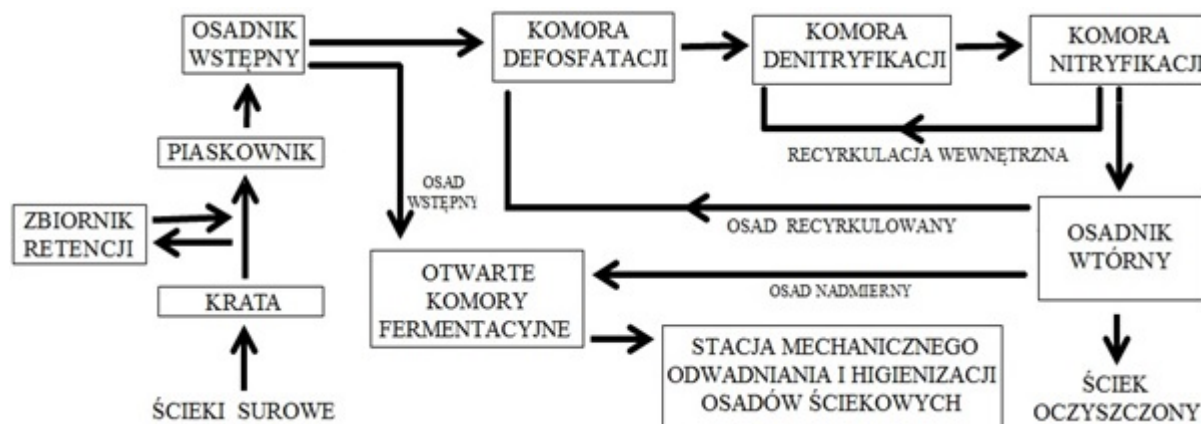 OSADNIK
WSTĘPNY
KOMORA
DEFOSFATACJI
KOMORA
DENITRYFIKACJI
KOMORA
NITRYFIKACJI
PIASKOWNIK
RECYRKULACJA WEWNĘTRZNA
OSAD
WSTĘPNY
ZBIORNIK
RETENCJI
OSAD RECYRKULOWANY
OSADNIK
WTÓRNY
KRATA
OTWARTE
KOMORY
FERMENTACYJNE
OSAD NADMIERNY
STACJA MECHANICZNEGO
ODWADNIANIA I HIGIENIZACJI
OSADÓW ŚCIEKOWYCH
ŚCIEKI SUROWE
ŚCIEK
OCZYSZCZONY